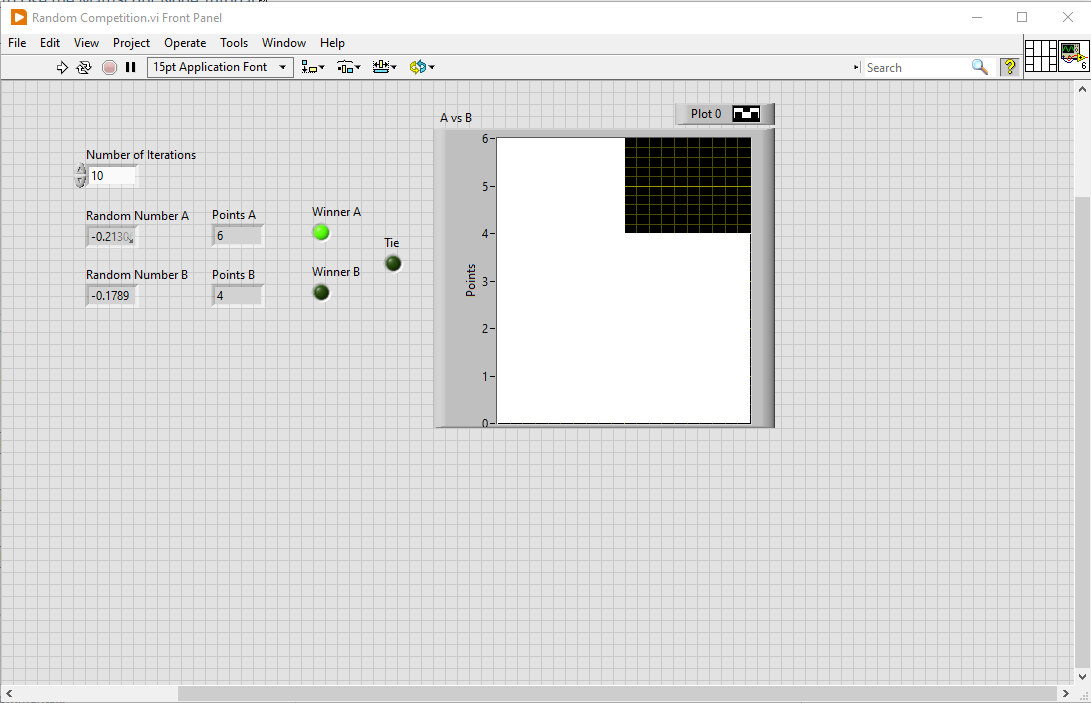 Random Competition.vi Front Panel
File Edit View Project Operate Tools Window Help
15pt Application Font
Search
?
6
A vs B
Plot 0
Number of Iterations
10
Random Number A
Points A
Winner A
-0.2130
6
Tie
Random Number B
Points B
Winner B
-0.1789
4
Points
6
5
4
3
2
1
0